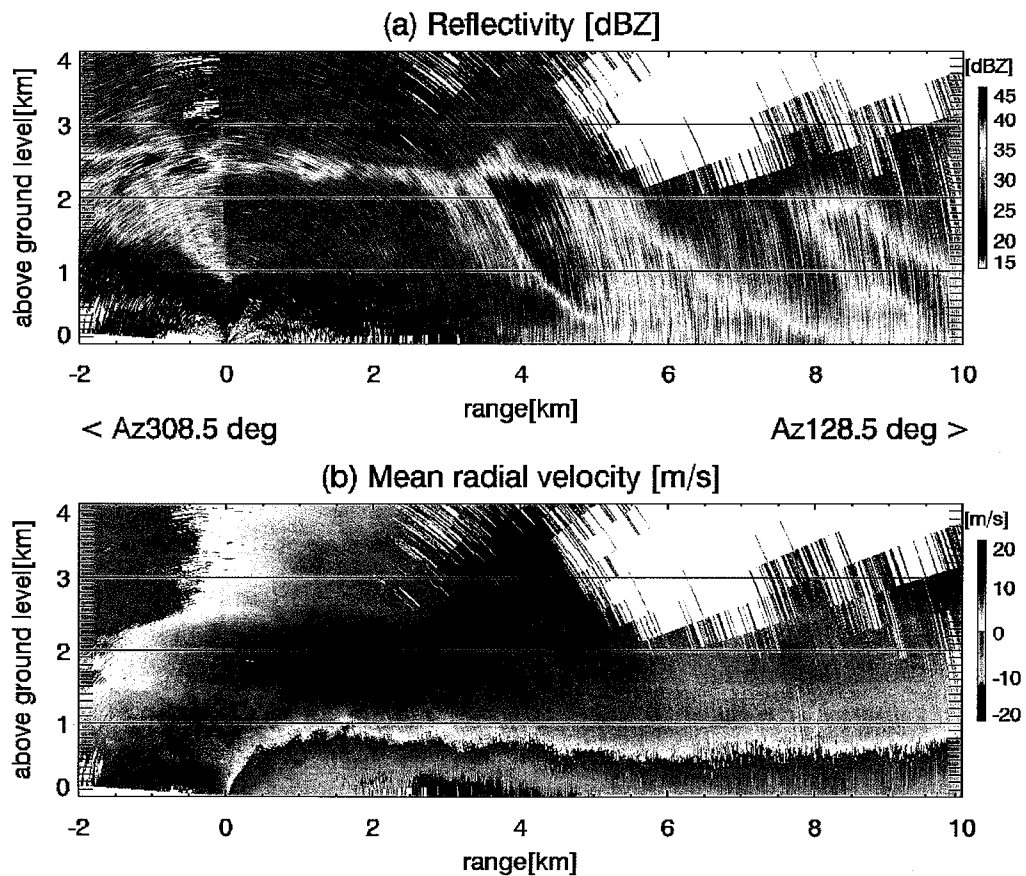 (a) Reflectivity [dBZ]
above ground level[km]
4
3
2
1
0
-2 0 2 4 6 8 10
range[km]
[dBZ]
45
40
35
30
25
20
15
< Az308.5 deg
Az128.5 deg >
(b) Mean radial velocity [m/s]
above ground level[km]
4
3
2
1
0
-2 0 2 4 6 8 10
range[km]
[m/s]
20
10
0
-10
-20